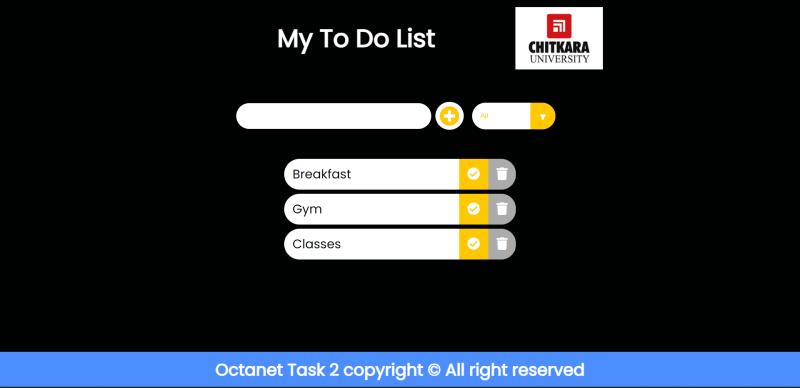 My To Do List
CHITKARA
UNIVERSITY
All
Breakfast
Gym
Classes
Octanet Task 2 copyright © All right reserved